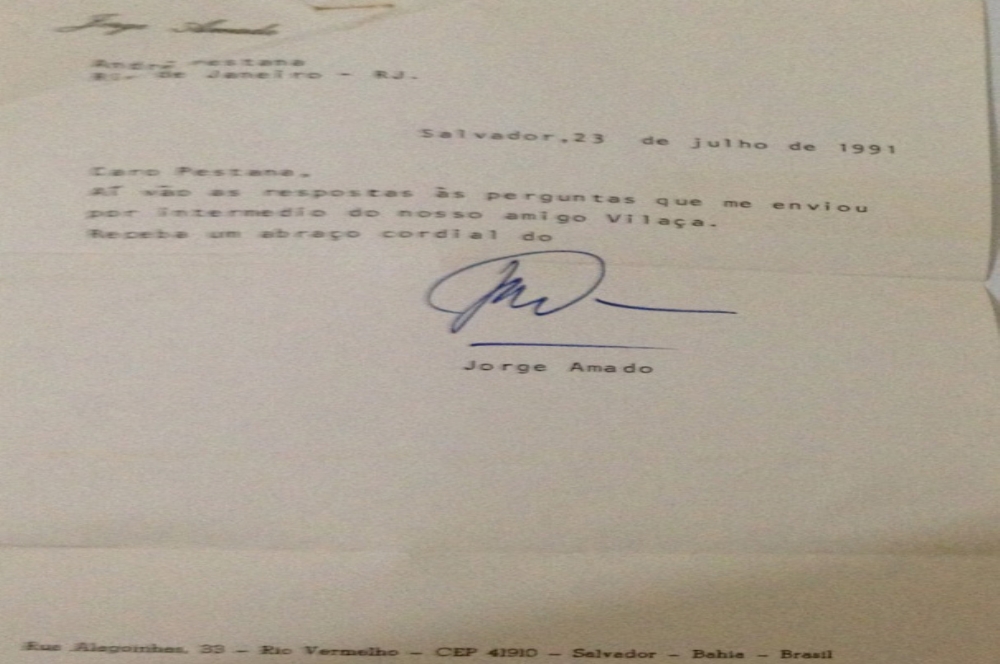 Jorge Amado
André Pestana
Rio de Janeiro - RJ.
Salvador,23 de julho de 1991
Caro Pestana.
Aí vão as respostas às perguntas que me enviou
por intermedio do nosso amigo Vilaça.
Receba um abraço cordial do
Jorge Amado
Rua Alagoinhas, 33 - Rio Vermelho - CEP 41910 - Salvador - Bahia - Brasil